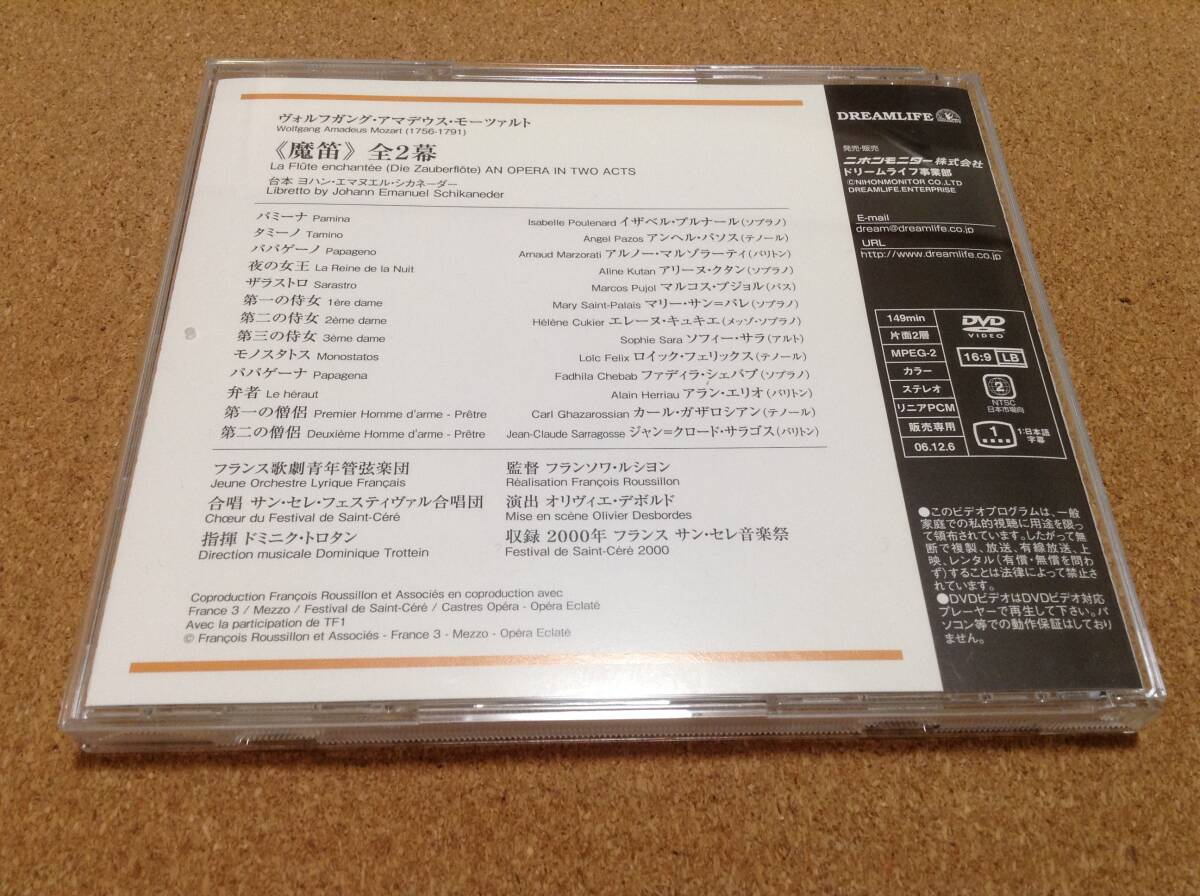 ヴォルフガング・アマデウス・モーツァルト
Wolfgang Amadeus Mozart (1756-1791)
《魔笛》全2幕
La Flûte enchantée (Die Zauberflöte) AN OPERA IN TWO ACTS
台本 ヨハン・エマヌエル・シカネーダー
Libretto by Johann Emanuel Schikaneder
パミーナ Pamina Isabelle Poulenard イザベル・プルナール(ソプラノ)
タミーノ Tamino Angel Pazos アンヘル・パソス(テノール)
パパゲーノ Papageno Arnaud Marzorati アルノー・マルゾラーティ(バリトン)
夜の女王 La Reine de la Nuit Aline Kutan アリーヌ・クタン(ソプラノ)
ザラストロ Sarastro Marcos Pujol マルコス・プジョル(バス)
第一の侍女 1ère dame Mary Saint-Palais マリー・サン=パレ(ソプラノ)
第二の侍女 2ème dame Hélène Cukier エレーヌ・キュキエ(メッゾ・ソプラノ)
第三の侍女 3ème dame Sophie Sara ソフィー・サラ(アルト)
モノスタトス Monostatos Loïc Felix ロイック・フェリックス(テノール)
パパゲーナ Papagena Fadhila Chebab ファディラ・シェバブ(ソプラノ)
弁者 Le héraut Alain Herriau アラン・エリオ(バリトン)
第一の僧侶 Premier Homme d'arme - Prêtre Carl Ghazarossian カール・ガザロシアン(テノール)
第二の僧侶 Deuxième Homme d'arme - Prêtre Jean-Claude Sarragosse ジャン=クロード・サラゴス(バリトン)
フランス歌劇青年管弦楽団
Jeune Orchestre Lyrique Français
合唱 サン・セレ・フェスティヴァル合唱団
Chœur du Festival de Saint-Céré
指揮 ドミニク・トロタン
Direction musicale Dominique Trottein
監督 フランソワ・ルシヨン
Réalisation François Roussillon
演出 オリヴィエ・デボルド
Mise en scène Olivier Desbordes
収録 2000年 フランス サン・セレ音楽祭
Festival de Saint-Céré 2000
Coproduction François Roussillon et Associés en coproduction avec
France 3 / Mezzo / Festival de Saint-Céré / Castres Opéra - Opéra Eclaté
Avec la participation de TF1
© François Roussillon et Associés - France 3 - Mezzo - Opéra Eclaté
DREAMLIFE
発売・販売
ニホンモニター株式会社
ドリームライフ事業部
©NIHONMONITOR CO.,LTD
DREAMLIFE.ENTERPRISE
E-mail
dream@dreamlife.co.jp
URL
http://www.dreamlife.co.jp
149min
片面2層
MPEG-2
カラー
ステレオ
リニアPCM
販売専用
06.12.6
DVD
VIDEO
16:9 LB
2
NTSC
日本市場向
1
1:日本語
字幕
●このビデオプログラムは、一般
家庭での私的視聴に用途を限っ
て領布されています。したがって無
断で複製、放送、有線放送、上
映、レンタル(有償・無償を問わ
ず)することは法律によって禁止さ
れています。
●DVDビデオはDVDビデオ対応
プレーヤーで再生して下さい。パ
ソコン等での動作保証はしており
ません。